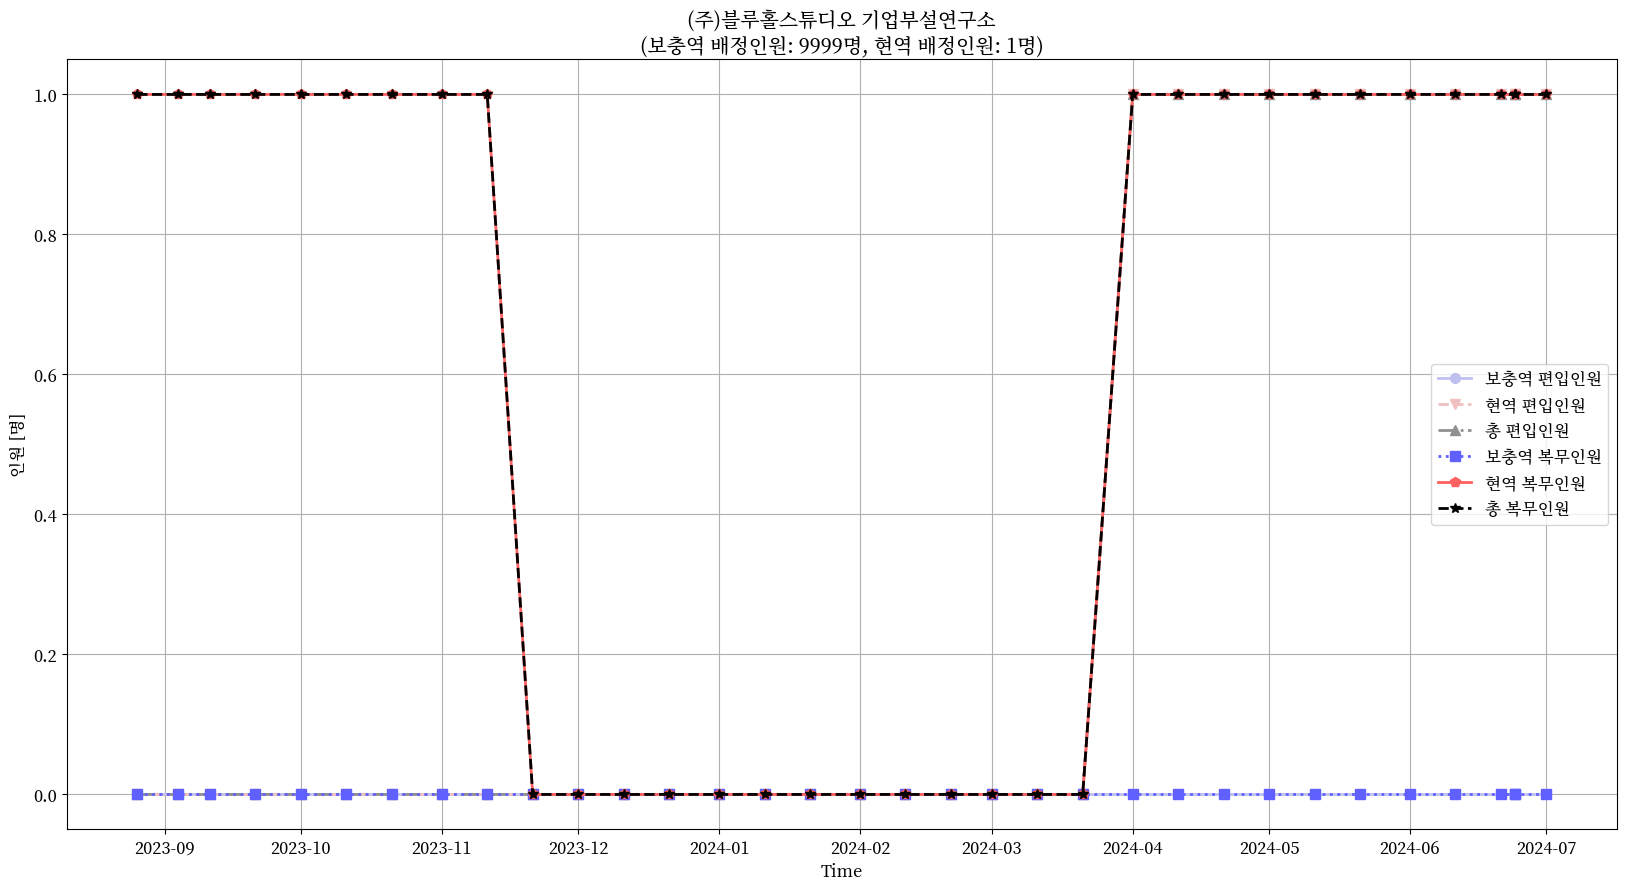 (주)블루홀스튜디오 기업부설연구소
(보충역 배정인원: 9999명, 현역 배정인원: 1명)
1.0
0.8
0.6
0.4
0.2
0.0
인원 [명]
보충역 편입인원
현역 편입인원
총 편입인원
보충역 복무인원
현역 복무인원
총 복무인원
2023-09 2023-10 2023-11 2023-12 2024-01 2024-02 2024-03 2024-04 2024-05 2024-06 2024-07
Time